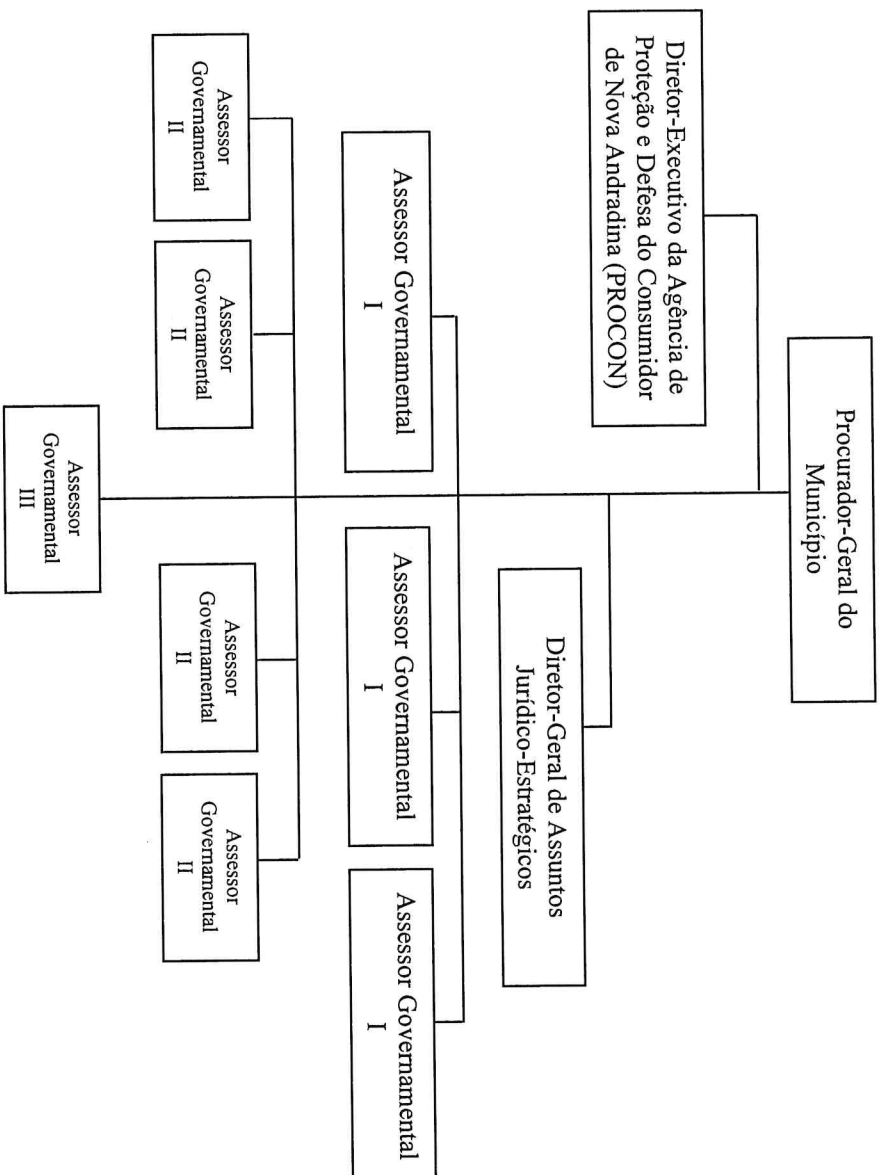 Procurador-Geral do
Município
Diretor-Executivo da Agência de
Proteção e Defesa do Consumidor
de Nova Andradina (PROCON)
Diretor-Geral de Assuntos
Jurídico-Estratégicos
Assessor Governamental
I
Assessor Governamental
I
Assessor Governamental
I
Assessor
Governamental
II
Assessor
Governamental
II
Assessor
Governamental
II
Assessor
Governamental
II
Assessor
Governamental
III